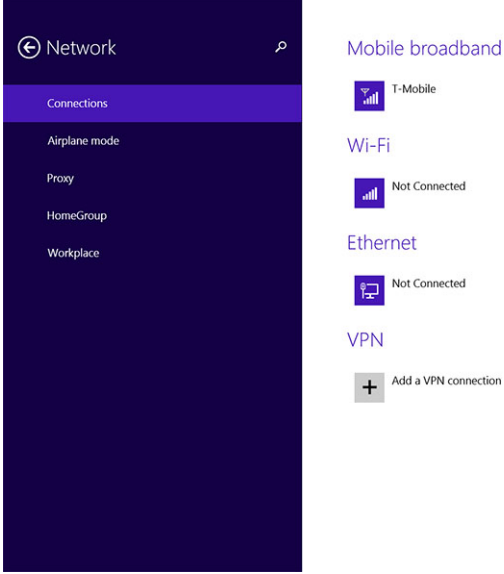 Network
Connections
Airplane mode
Proxy
HomeGroup
Workplace
Mobile broadband
T-Mobile
Wi-Fi
Not Connected
Ethernet
Not Connected
VPN
Add a VPN connection